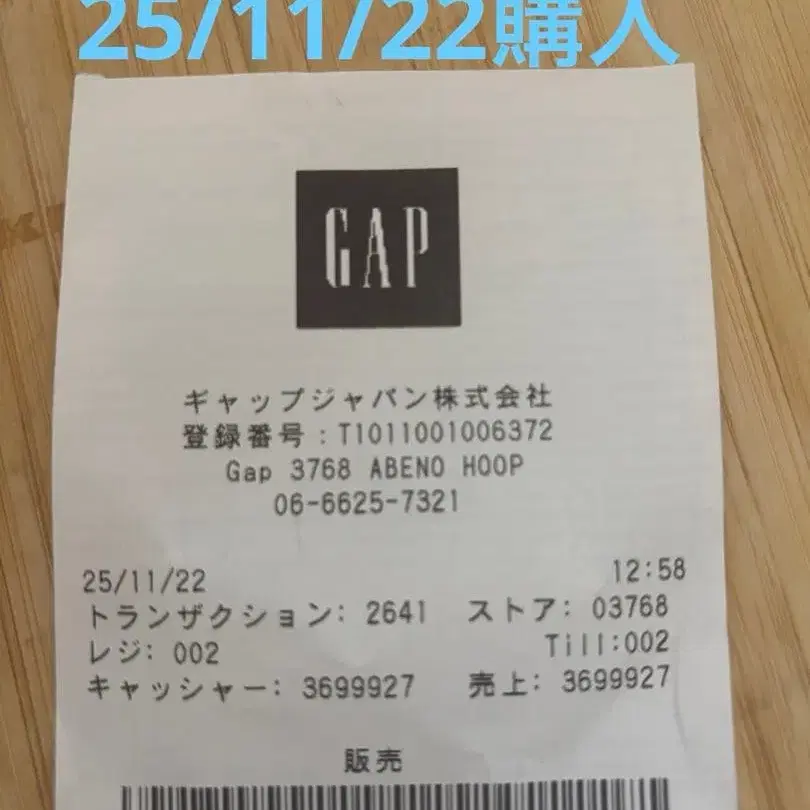 25/11/22購入
GAP
ギャップジャパン株式会社
登録番号:T1011001006372
Gap 3768 ABENO HOOP
06-6625-7321
25/11/22 12:58
トランザクション: 2641 ストア: 03768
レジ: 002 Till:002
キャッシャー: 3699927 売上: 3699927
販売